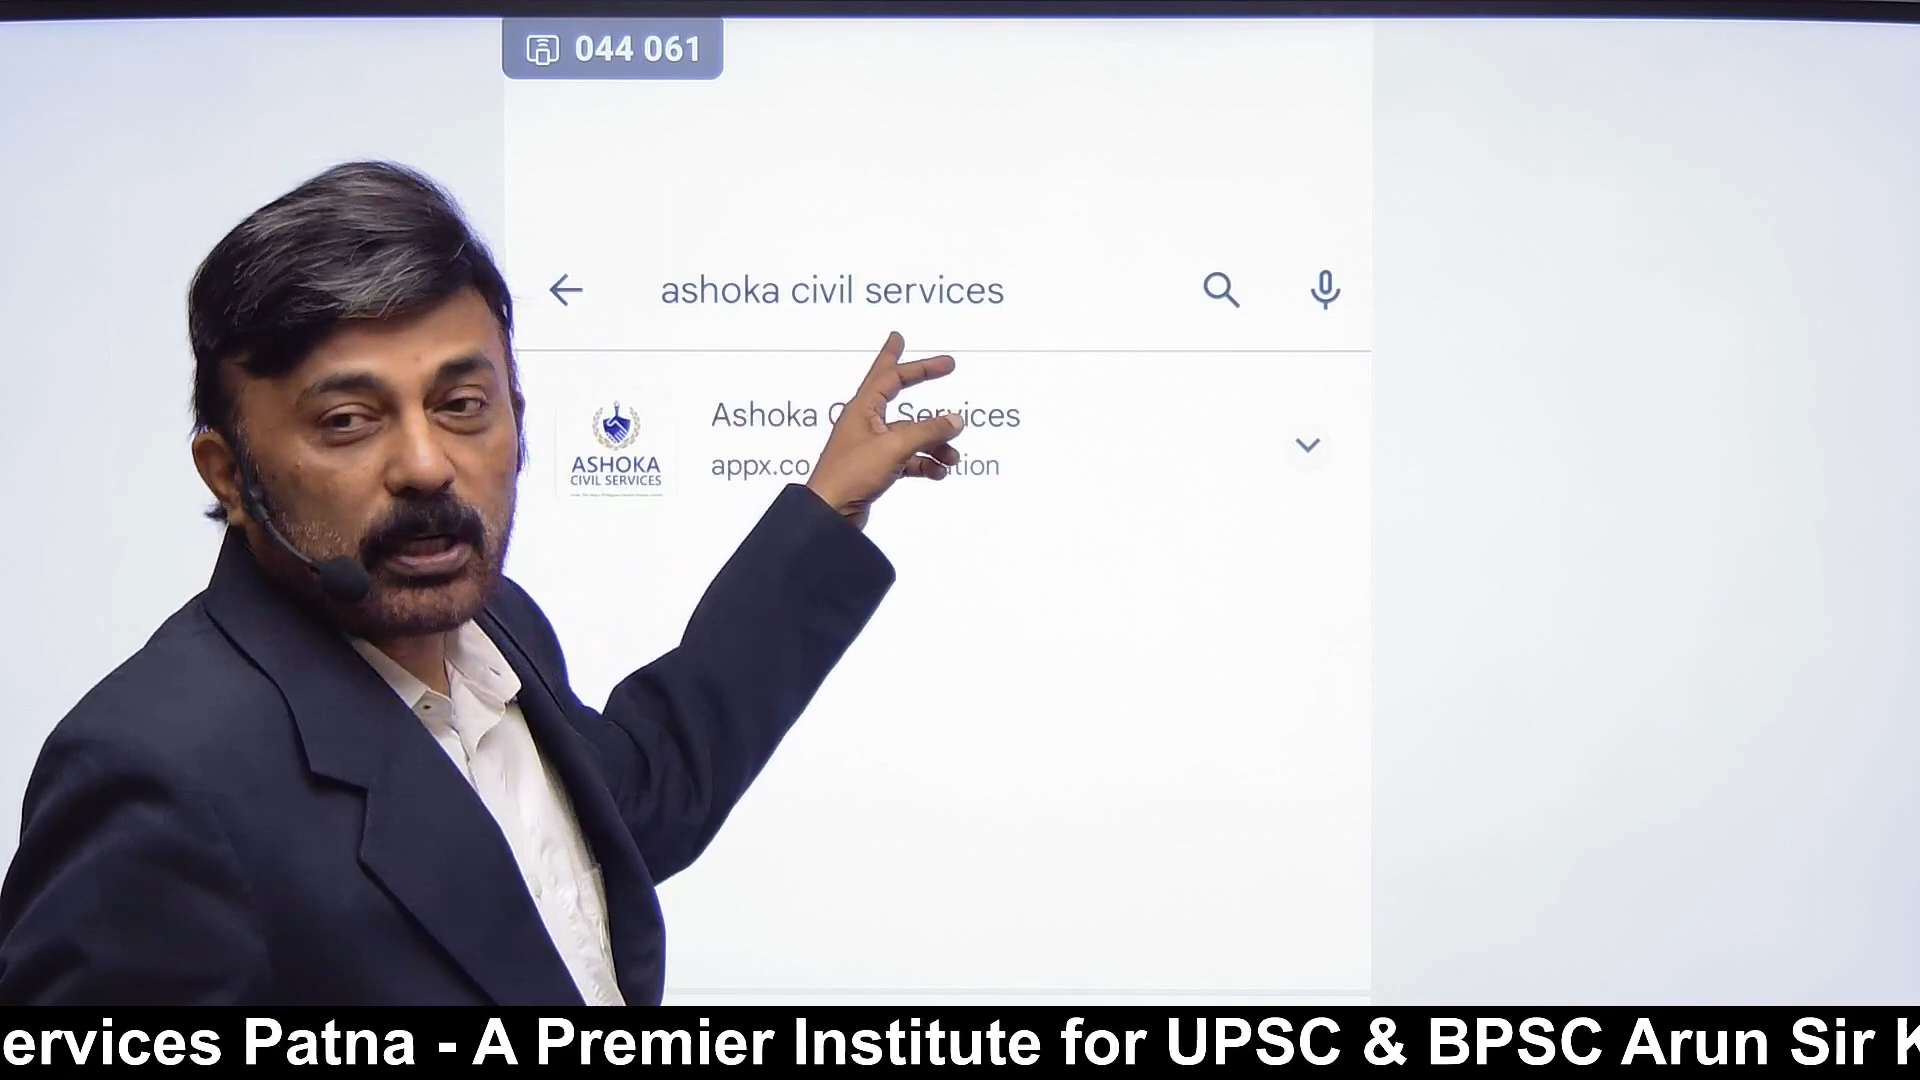 044 061
ashoka civil services
Ashoka Services
ASHOKA
CIVIL SERVICES
appx.co
ervices Patna - A Premier Institute for UPSC & BPSC Arun Sir K